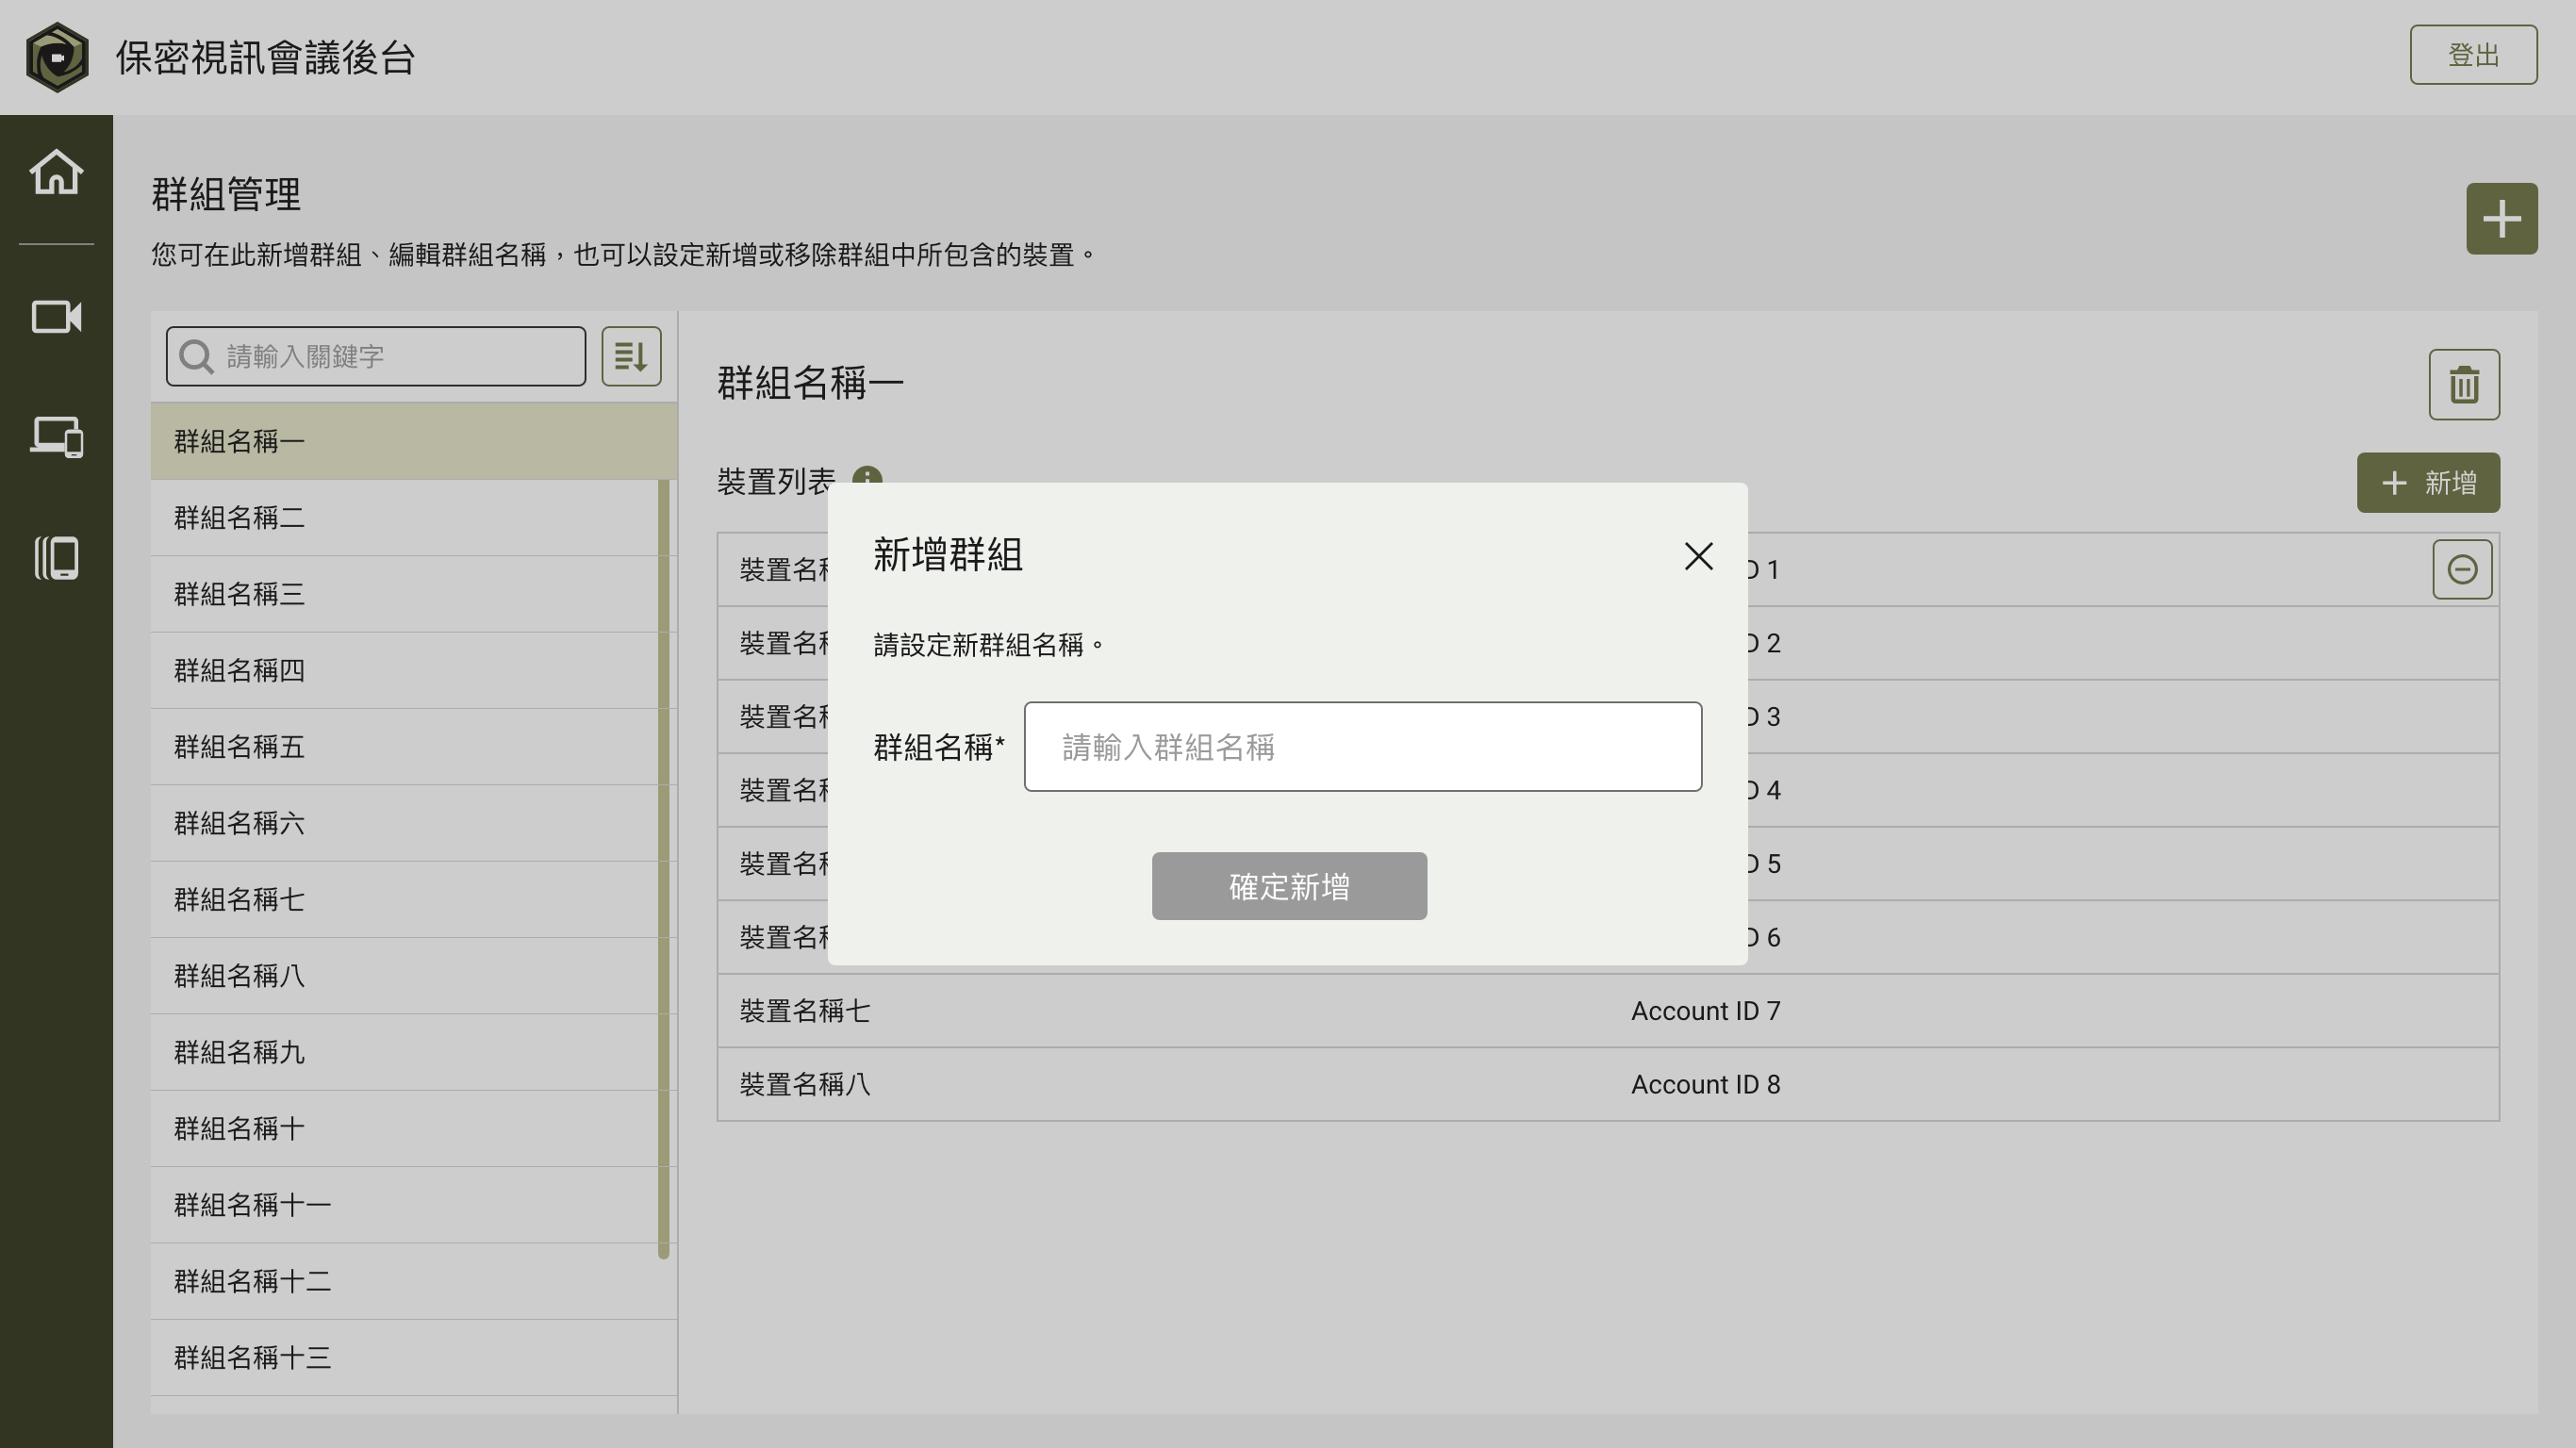 保密視訊會議後台
登出
群組管理
您可在此新增群組、編輯群組名稱，也可以設定新增或移除群組中所包含的裝置。
請輸入關鍵字
群組名稱一
群組名稱二
群組名稱三
群組名稱四
群組名稱五
群組名稱六
群組名稱七
群組名稱八
群組名稱九
群組名稱十
群組名稱十一
群組名稱十二
群組名稱十三
群組名稱一
裝置列表
新增
新增群組
請設定新群組名稱。
群組名稱* 請輸入群組名稱
確定新增
裝置名 D 1
裝置名 D 2
裝置名 D 3
裝置名 D 4
裝置名 D 5
裝置名 D 6
裝置名稱七 Account ID 7
裝置名稱八 Account ID 8